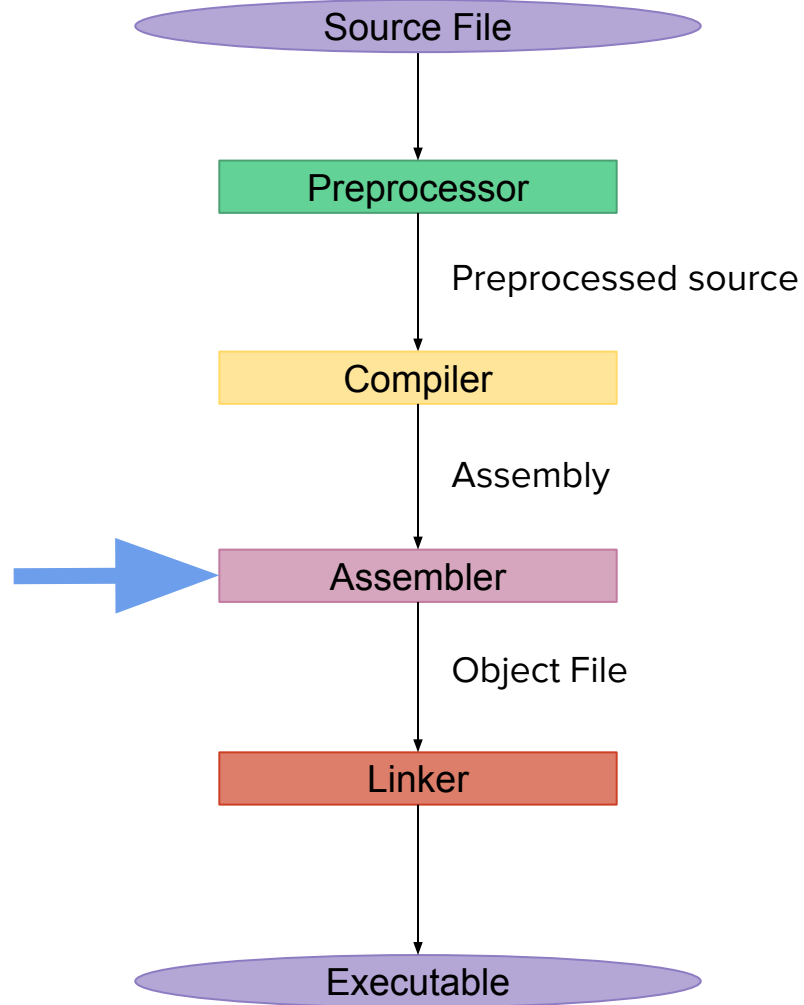 Source File
Preprocessor
Preprocessed source
Compiler
Assembly
Assembler
Object File
Linker
Executable